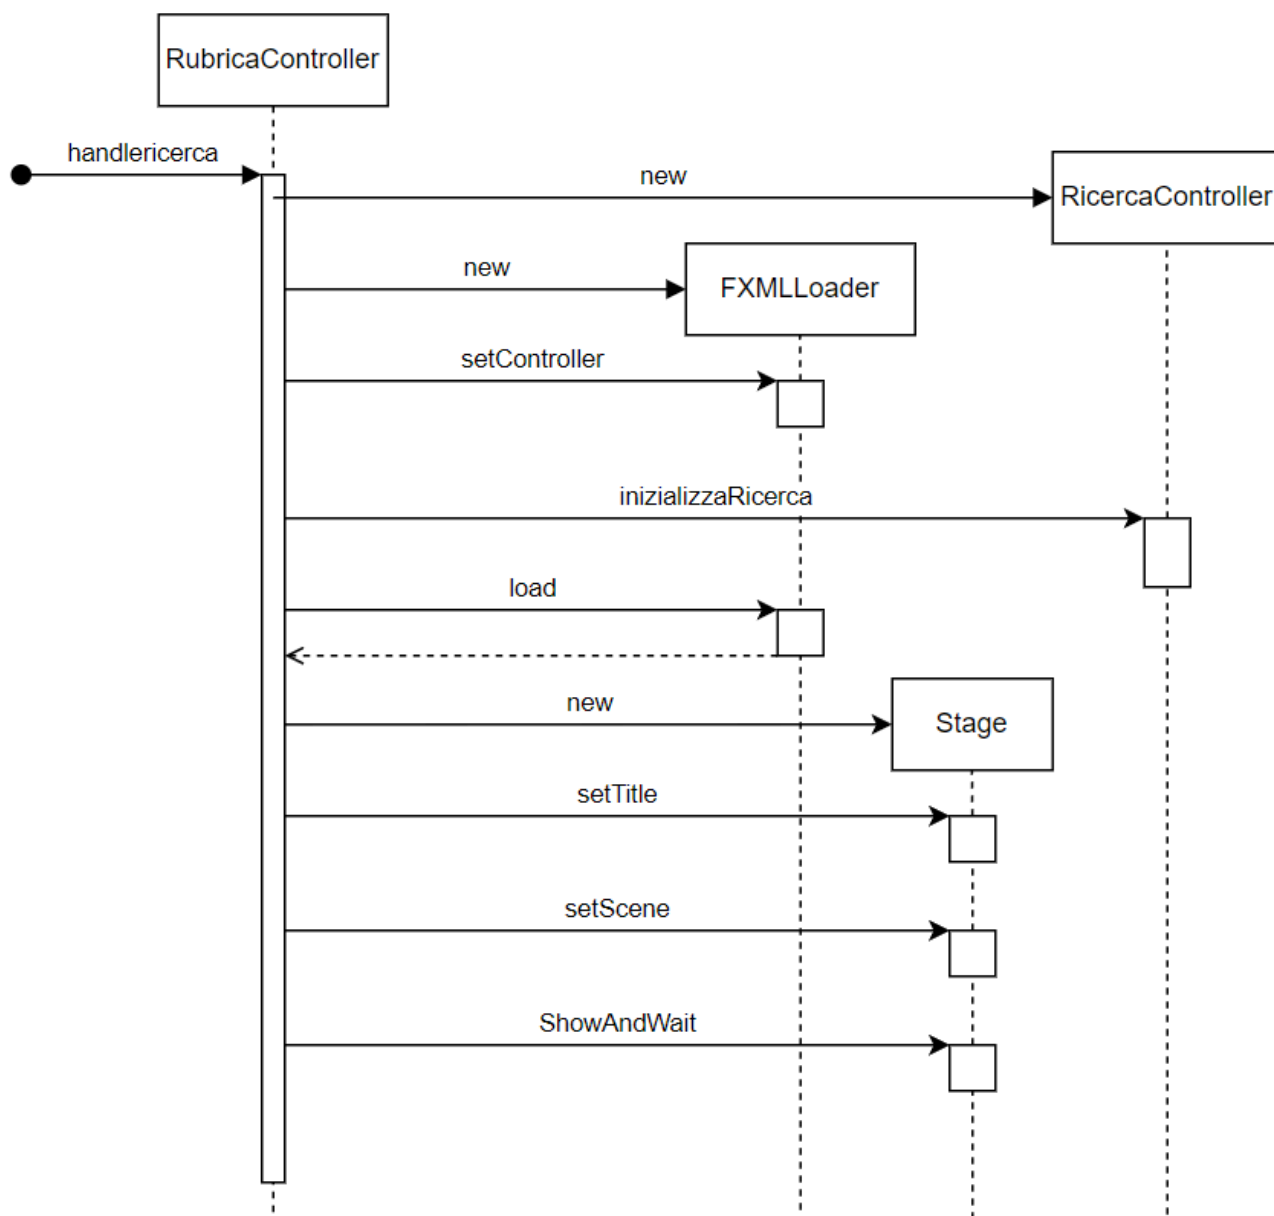 RubricaController
handlericerca
new
RicercaController
new
FXMLLoader
setController
inizializzaRicerca
load
new
Stage
setTitle
setScene
ShowAndWait